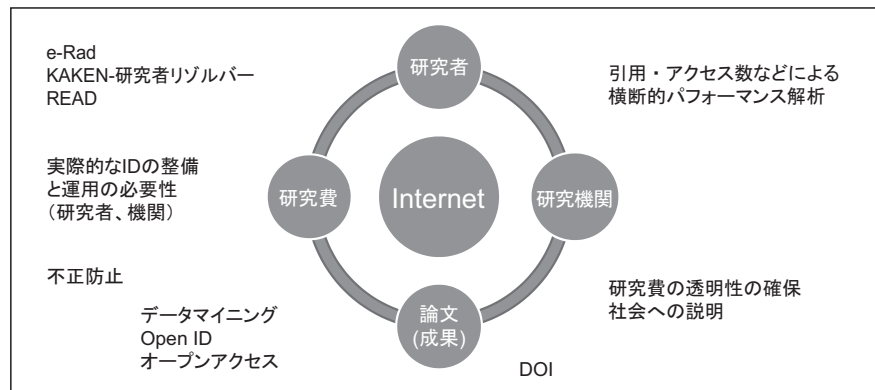 e-Rad
KAKEN-研究者リゾルバー
READ
研究者
引用・アクセス数などによる
横断的パフォーマンス解析
実際的なIDの整備
と運用の必要性
（研究者、機関）
研究費
Internet
研究機関
不正防止
データマイニング
Open ID
オープンアクセス
論文
(成果)
研究費の透明性の確保
社会への説明
DOI